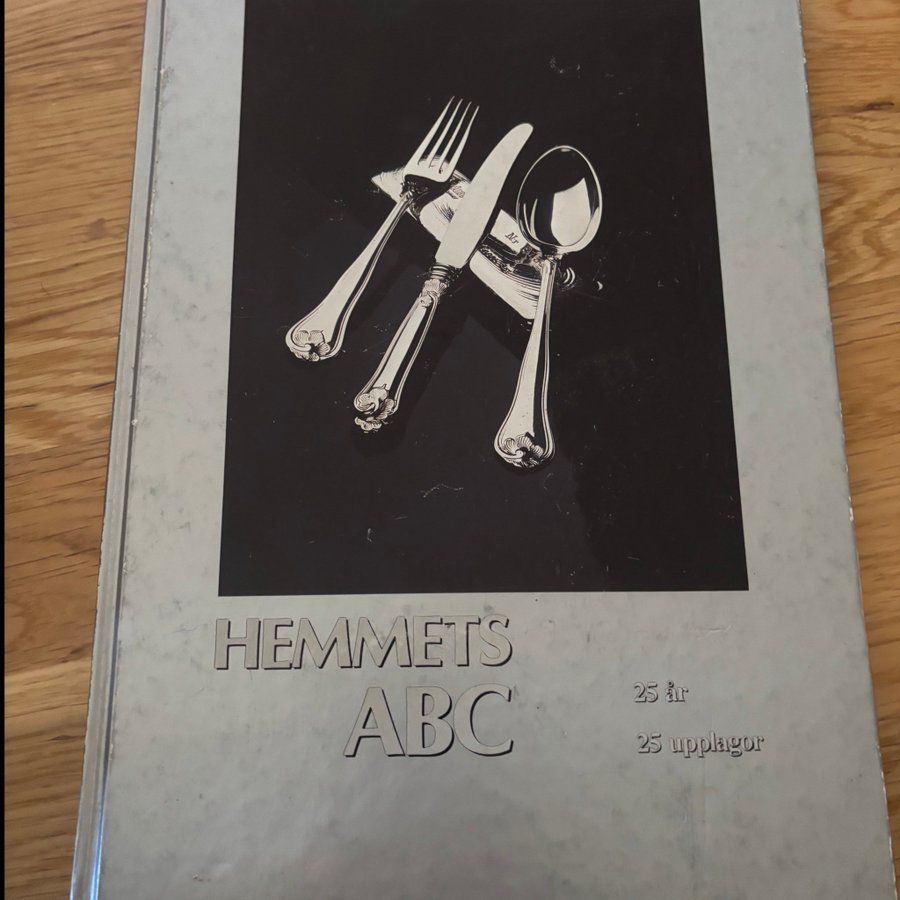 HEMMETS
ABC
25 år
25 upplagor